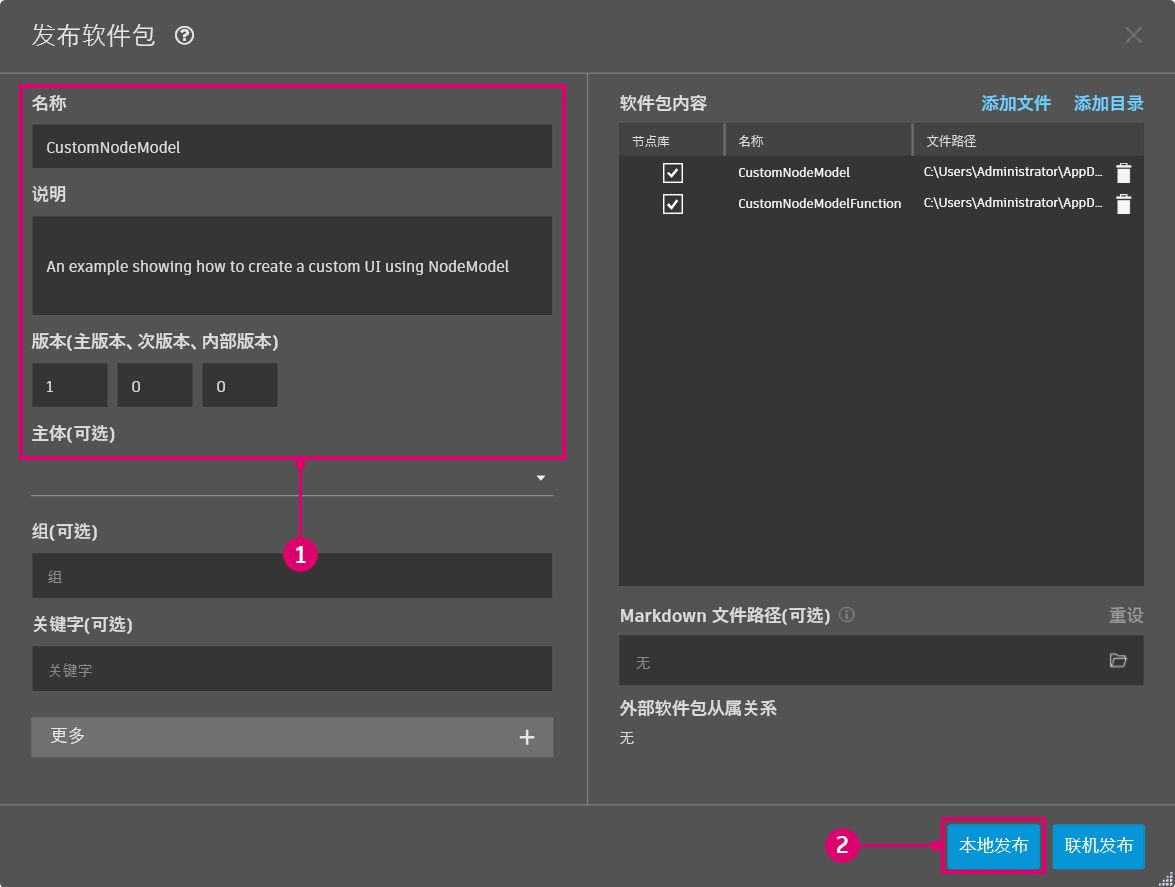 发布软件包
名称
CustomNodeModel
说明
An example showing how to create a custom UI using NodeModel
版本(主版本、次版本、内部版本)
1 0 0
主体(可选)
1
组(可选)
组
关键字(可选)
关键字
更多
软件包内容 添加文件 添加目录
节点库 名称 文件路径
CustomNodeModel C:\Users\Administrator\AppD...
CustomNodeModelFunction C:\Users\Administrator\AppD...
Markdown 文件路径(可选) 重设
无
外部软件包从属关系
无
2 本地发布 联机发布